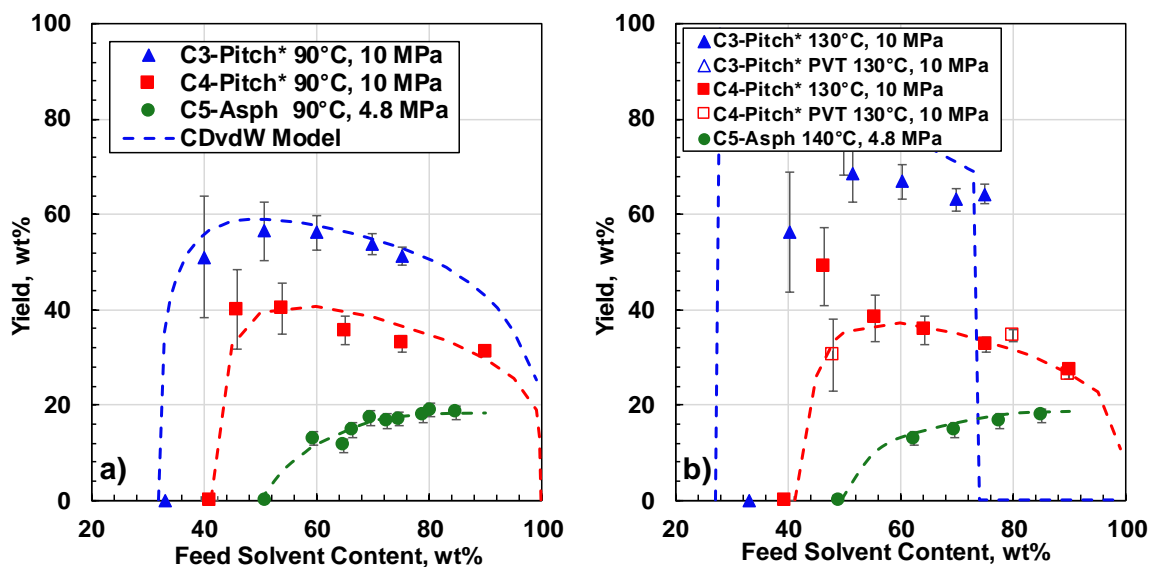 100
80
60
40
20
0
Yield, wt%
C3-Pitch* 90°C, 10 MPa
C4-Pitch* 90°C, 10 MPa
C5-Asph 90°C, 4.8 MPa
CDvdW Model
a)
20 40 60 80 100
Feed Solvent Content, wt%
100
80
60
40
20
0
Yield, wt%
C3-Pitch* 130°C, 10 MPa
C3-Pitch* PVT 130°C, 10 MPa
C4-Pitch* 130°C, 10 MPa
C4-Pitch* PVT 130°C, 10 MPa
C5-Asph 140°C, 4.8 MPa
b)
20 40 60 80 100
Feed Solvent Content, wt%